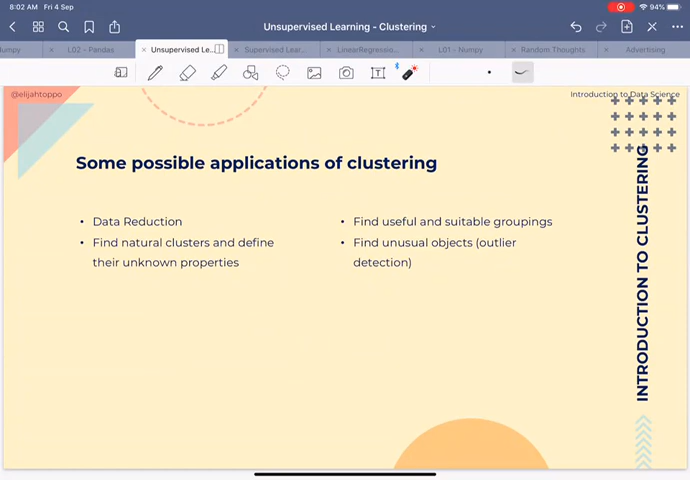 8:02 AM Fri 4 Sep
94%
Unsupervised Learning - Clustering
umpy
L02 - Pandas
Unsupervised Le...
Supervised Lear...
LinearRegressio...
L01 - Numpy
Random Thoughts
Advertising
@elijahtoppo
Introduction to Data Science
Some possible applications of clustering
• Data Reduction
• Find natural clusters and define
their unknown properties
• Find useful and suitable groupings
• Find unusual objects (outlier
detection)
INTRODUCTION TO CLUSTERING